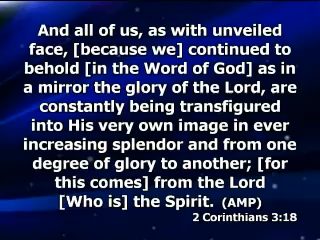 And all of us, as with unveiled
face, [because we] continued to
behold [in the Word of God] as in
a mirror the glory of the Lord, are
constantly being transfigured
into His very own image in ever
increasing splendor and from one
degree of glory to another; [for
this comes] from the Lord
[Who is] the Spirit. (AMP)
2 Corinthians 3:18